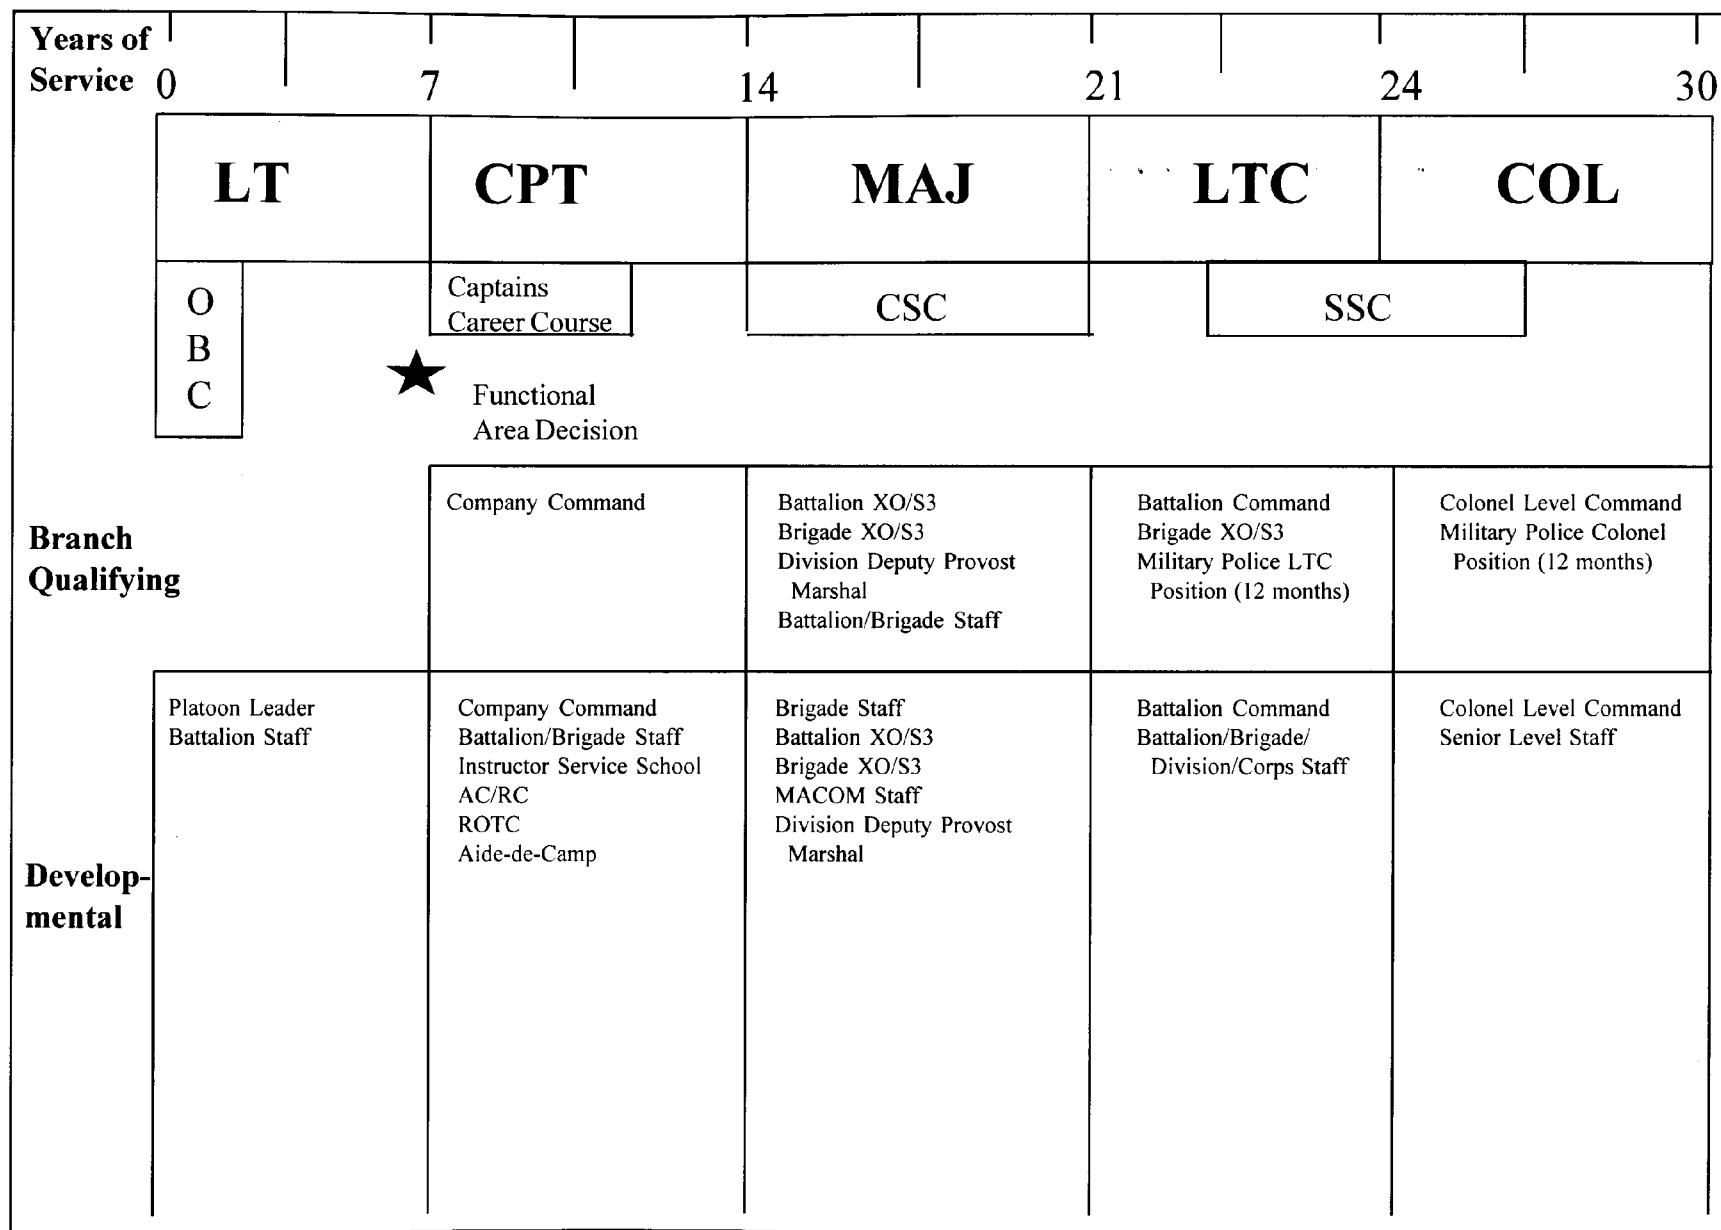 Years of
Service 0 7 14 21 24 30
LT CPT MAJ LTC COL
O
B
C
Captains
Career Course
CSC
SSC
Functional
Area Decision
Branch
Qualifying
Company Command
Battalion XO/S3
Brigade XO/S3
Division Deputy Provost
Marshal
Battalion/Brigade Staff
Battalion Command
Brigade XO/S3
Military Police LTC
Position (12 months)
Colonel Level Command
Military Police Colonel
Position (12 months)
Develop-
mental
Platoon Leader
Battalion Staff
Company Command
Battalion/Brigade Staff
Instructor Service School
AC/RC
ROTC
Aide-de-Camp
Brigade Staff
Battalion XO/S3
Brigade XO/S3
MACOM Staff
Division Deputy Provost
Marshal
Battalion Command
Battalion/Brigade/
Division/Corps Staff
Colonel Level Command
Senior Level Staff